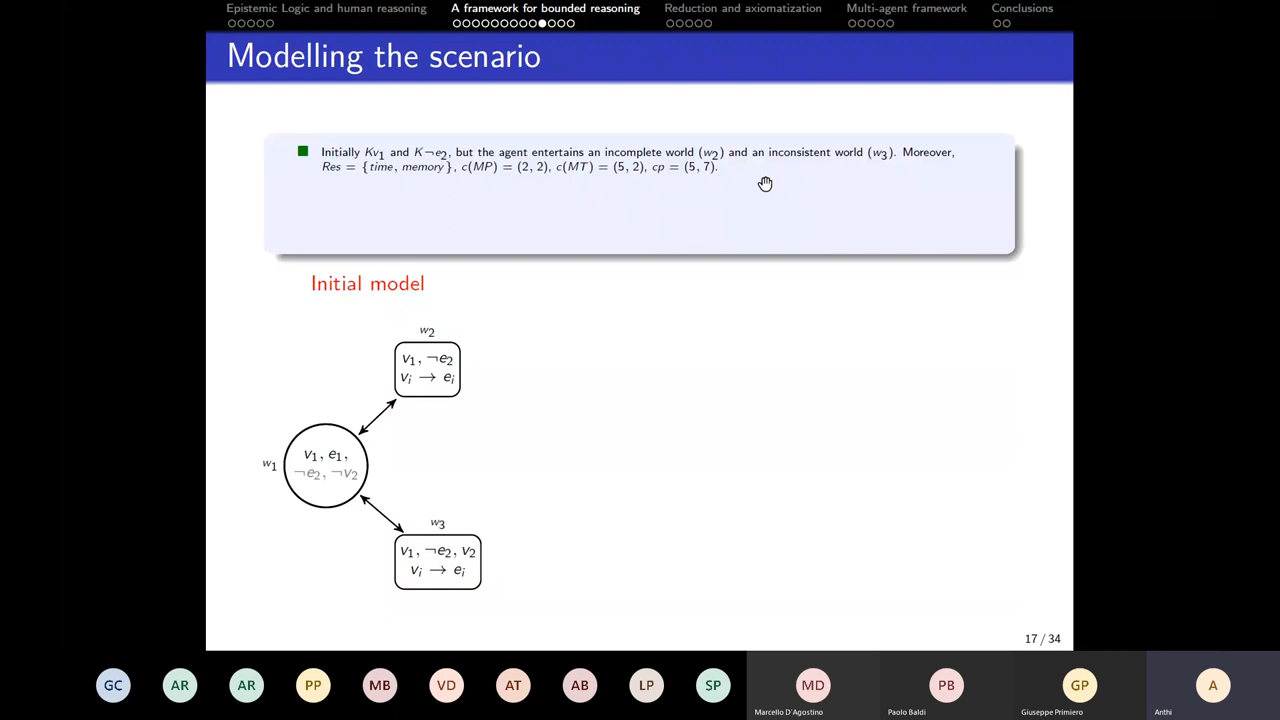 Epistemic Logic and human reasoning
A framework for bounded reasoning
Reduction and axiomatization
Multi-agent framework
Conclusions
Modelling the scenario
Initially Kv₁ and K¬e₂, but the agent entertains an incomplete world (w₂) and an inconsistent world (w₃). Moreover,
Res = {time, memory}, c(MP) = (2, 2), c(MT) = (5, 2), cp = (5, 7).
Initial model
w₂
v₁, ¬e₂
vᵢ → eᵢ
w₁
v₁, e₁,
¬e₂, ¬v₂
w₃
v₁, ¬e₂, v₂
vᵢ → eᵢ
17 / 34
GC
AR
AR
PP
MB
VD
AT
AB
LP
SP
MD
PB
GP
A
Marcello D'Agostino
Paolo Baldi
Giuseppe Primiero
Anthi